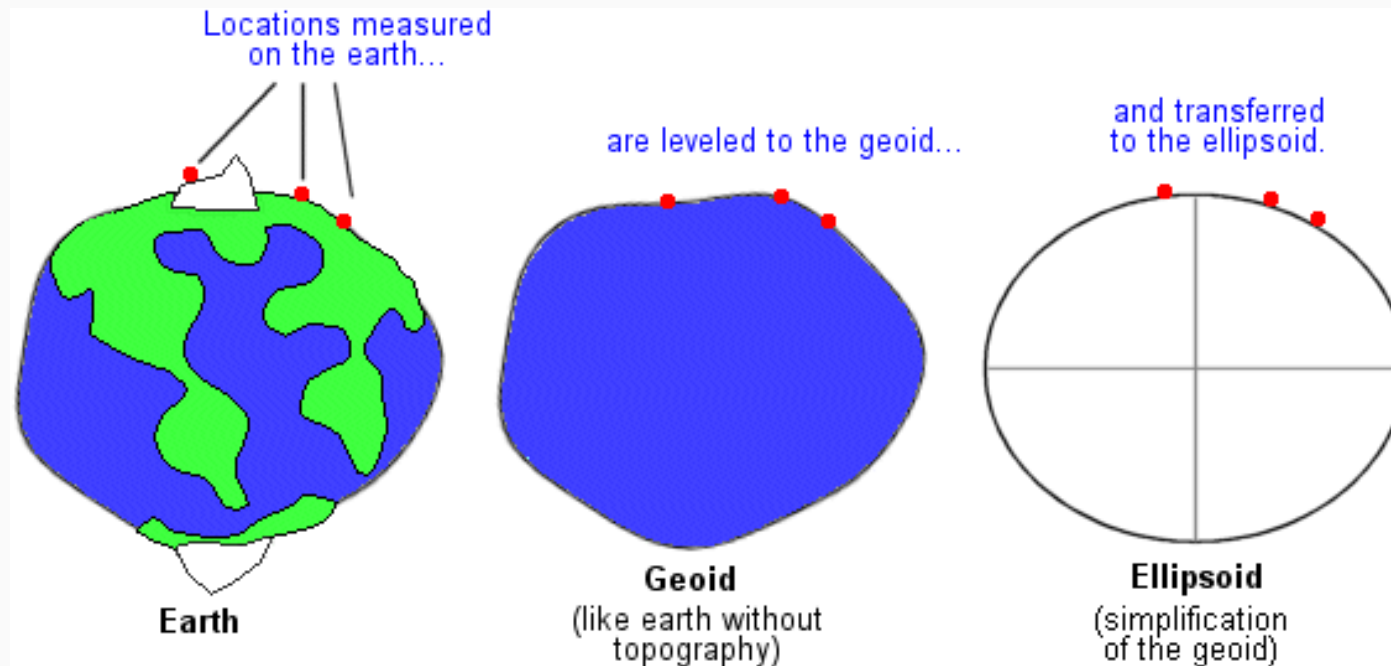 Locations measured
on the earth...
are leveled to the geoid...
and transferred
to the ellipsoid.
Earth
Geoid
(like earth without
topography)
Ellipsoid
(simplification
of the geoid)